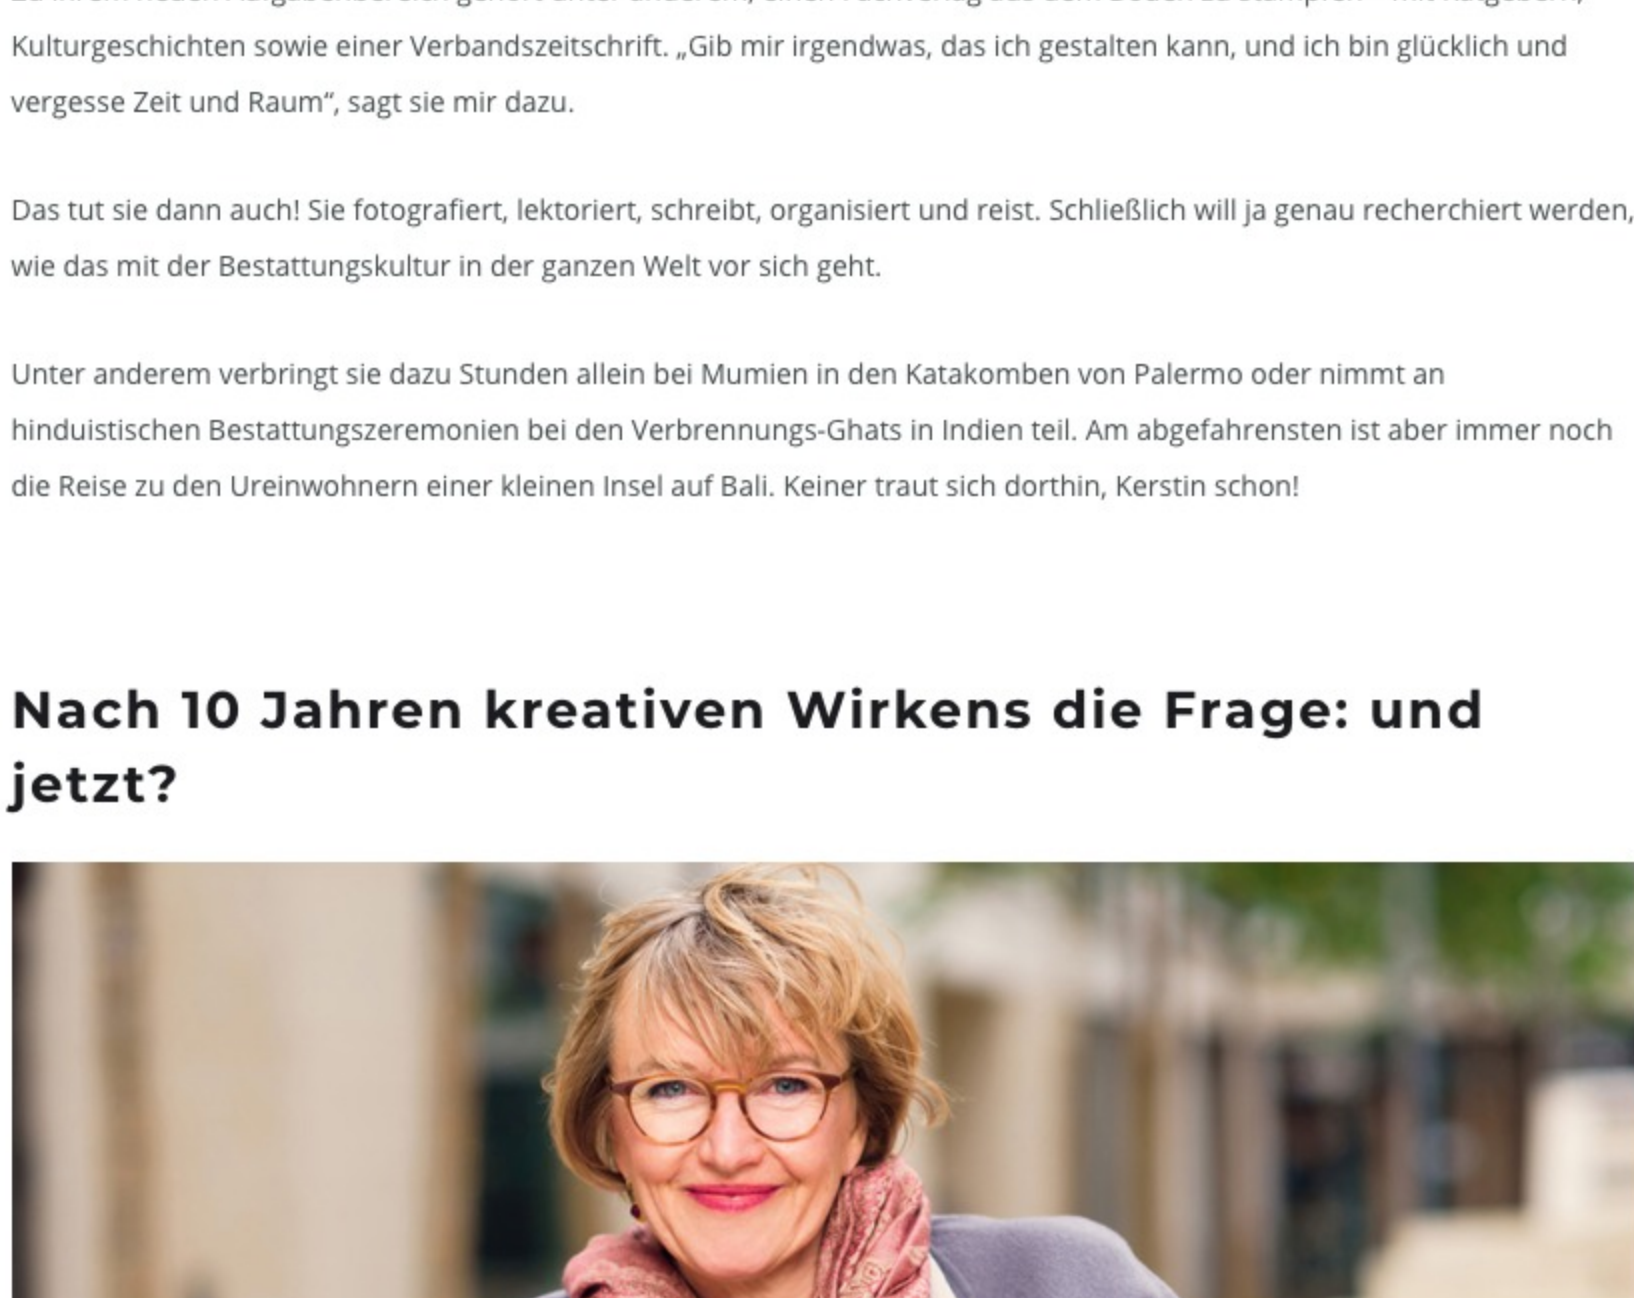 Kulturgeschichten sowie einer Verbandszeitschrift. „Gib mir irgendwas, das ich gestalten kann, und ich bin glücklich und
vergesse Zeit und Raum“, sagt sie mir dazu.
Das tut sie dann auch! Sie fotografiert, lektoriert, schreibt, organisiert und reist. Schließlich will ja genau recherchiert werden,
wie das mit der Bestattungskultur in der ganzen Welt vor sich geht.
Unter anderem verbringt sie dazu Stunden allein bei Mumien in den Katakomben von Palermo oder nimmt an
hinduistischen Bestattungszeremonien bei den Verbrennungs-Ghats in Indien teil. Am abgefahrensten ist aber immer noch
die Reise zu den Ureinwohnern einer kleinen Insel auf Bali. Keiner traut sich dorthin, Kerstin schon!
Nach 10 Jahren kreativen Wirkens die Frage: und
jetzt?